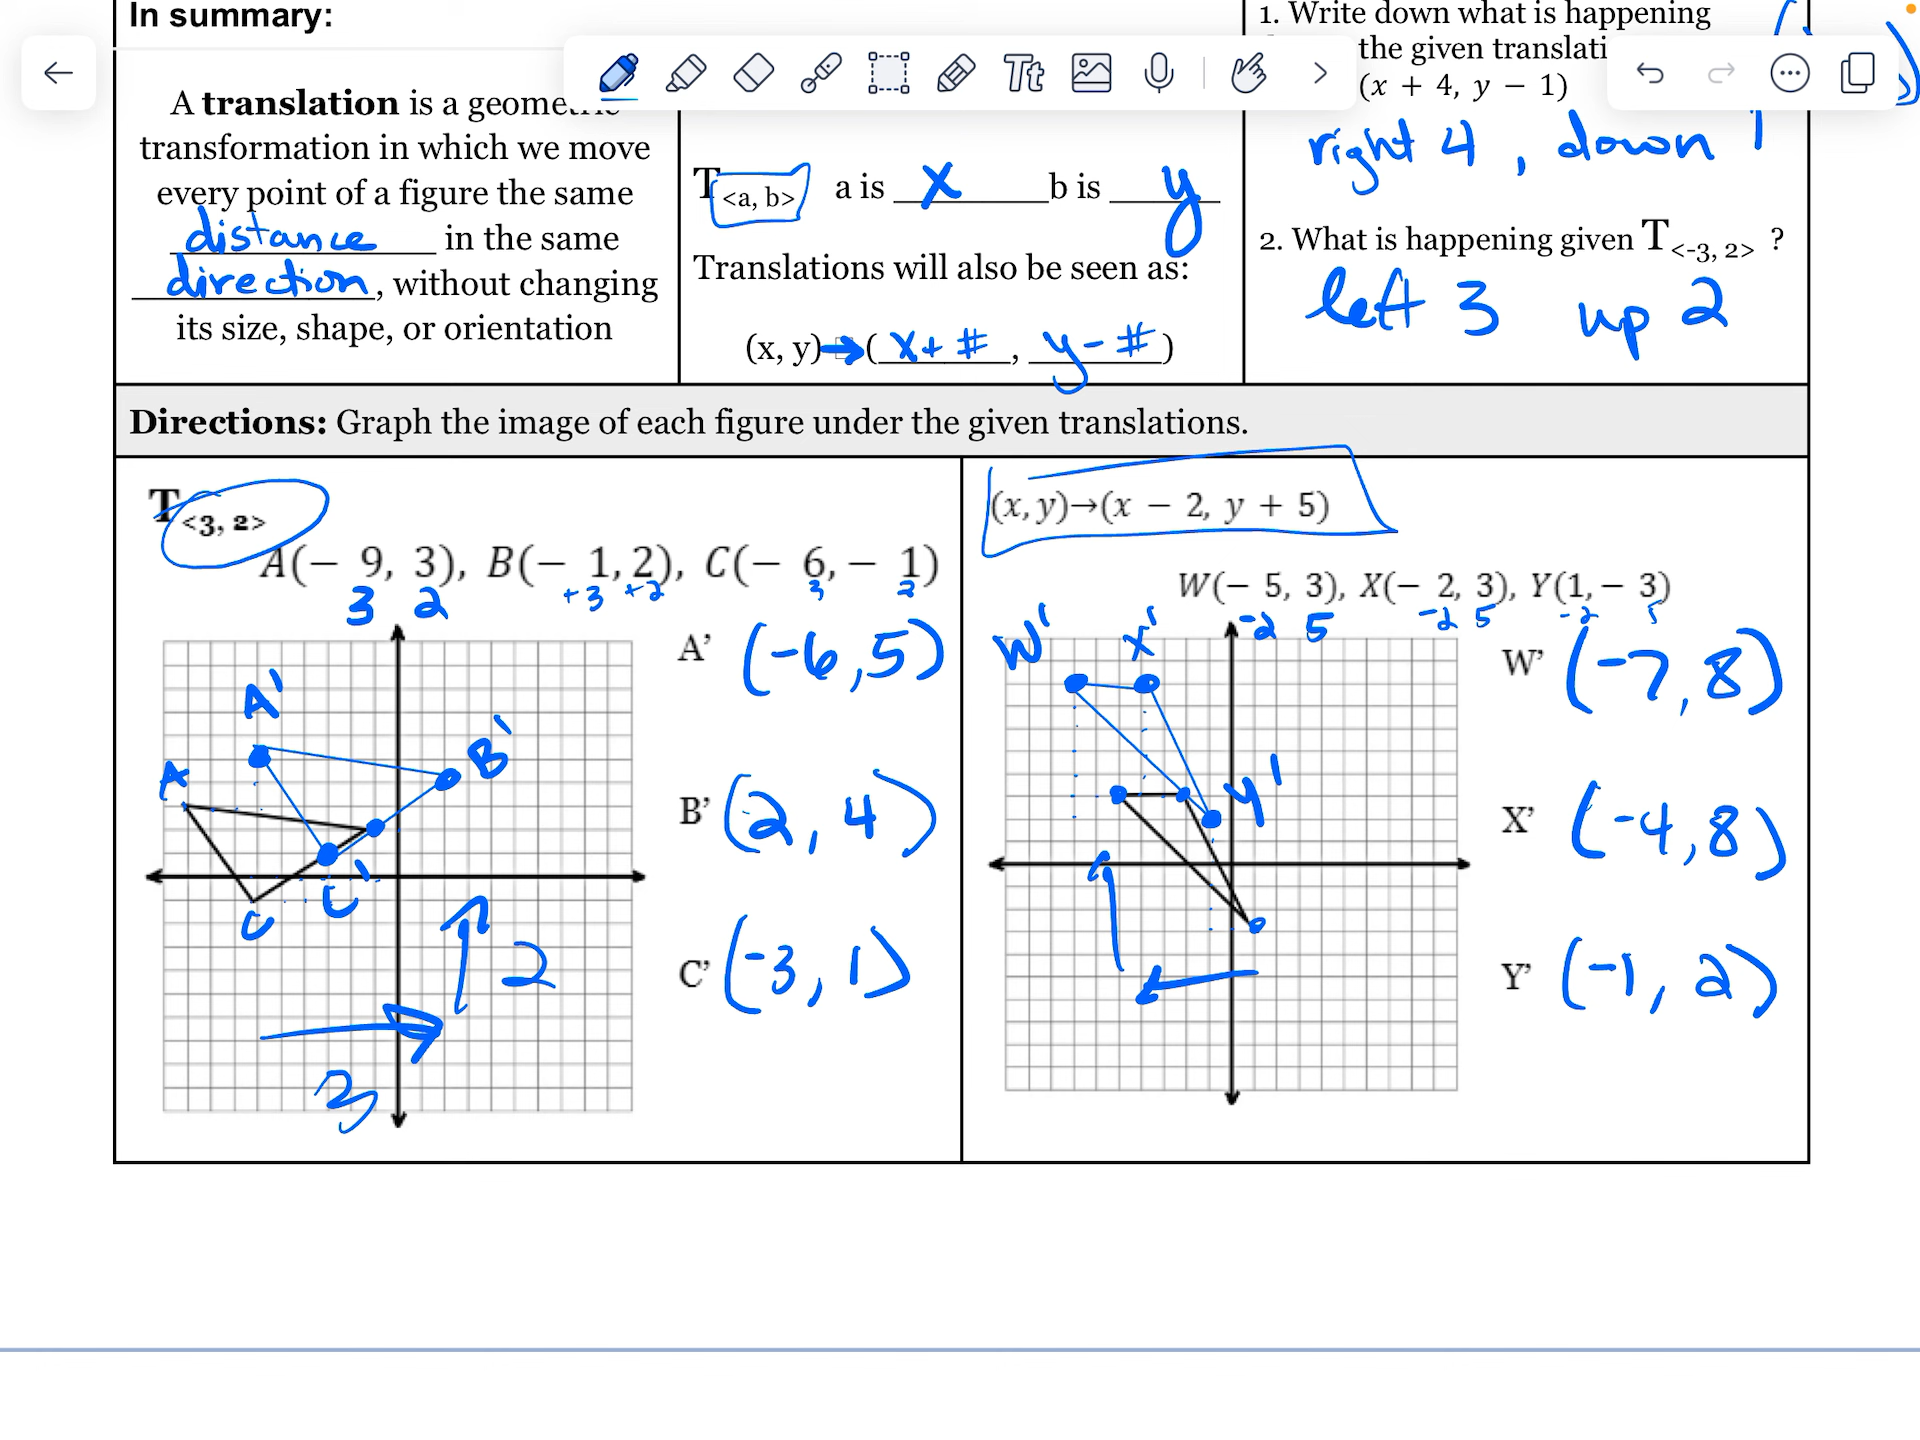 In summary:
A translation is a geometric
transformation in which we move
every point of a figure the same
distance in the same
direction, without changing
its size, shape, or orientation
T<a, b> a is x b is y
Translations will also be seen as:
(x, y)→(x+#, y-#)
1. Write down what is happening
the given translati
(x + 4, y − 1)
right 4, down 1
2. What is happening given T<-3, 2> ?
left 3 up 2
Tt
Directions: Graph the image of each figure under the given translations.
T<3, 2>
A(− 9, 3), B(− 1, 2), C(− 6, − 1)
3 2 +3 +2 3 2
A' (-6,5)
B' (2, 4)
C' (-3, 1)
A'
B'
A
C'
C
2
3
(x, y)→(x − 2, y + 5)
W(− 5, 3), X(− 2, 3), Y(1, − 3)
-2 5 -2 5 -2 5
W' X'
Y'
W' (-7, 8)
X' (-4,8)
Y' (-1, 2)